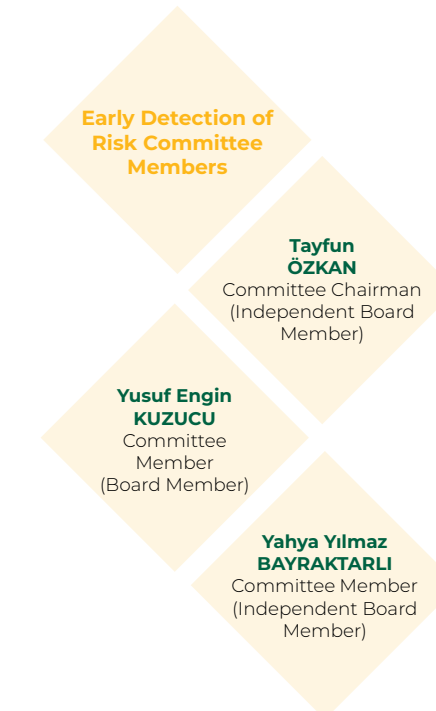 Early Detection of
Risk Committee
Members
Tayfun
ÖZKAN
Committee Chairman
(Independent Board
Member)
Yusuf Engin
KUZUCU
Committee
Member
(Board Member)
Yahya Yılmaz
BAYRAKTARLI
Committee Member
(Independent Board
Member)